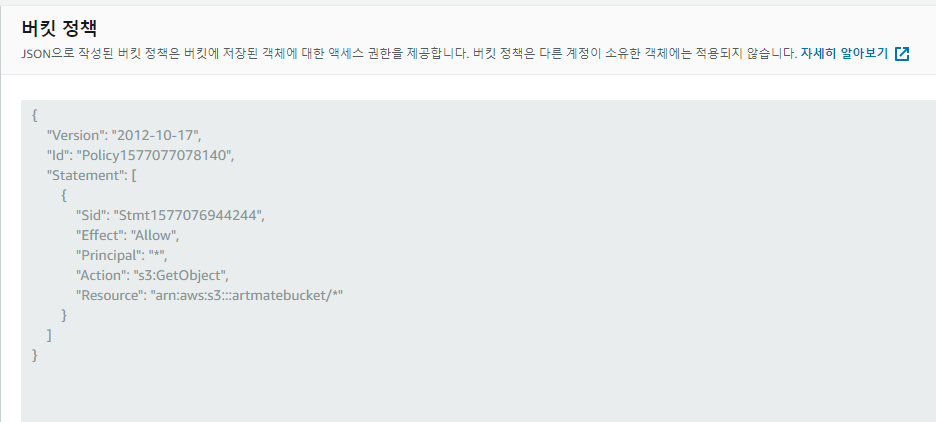 버킷 정책
JSON으로 작성된 버킷 정책은 버킷에 저장된 객체에 대한 액세스 권한을 제공합니다. 버킷 정책은 다른 계정이 소유한 객체에는 적용되지 않습니다. 자세히 알아보기
{
"Version": "2012-10-17",
"Id": "Policy1577077078140",
"Statement": [
{
"Sid": "Stmt1577076944244",
"Effect": "Allow",
"Principal": "*",
"Action": "s3:GetObject",
"Resource": "arn:aws:s3:::artmatebucket/*"
}
]
}